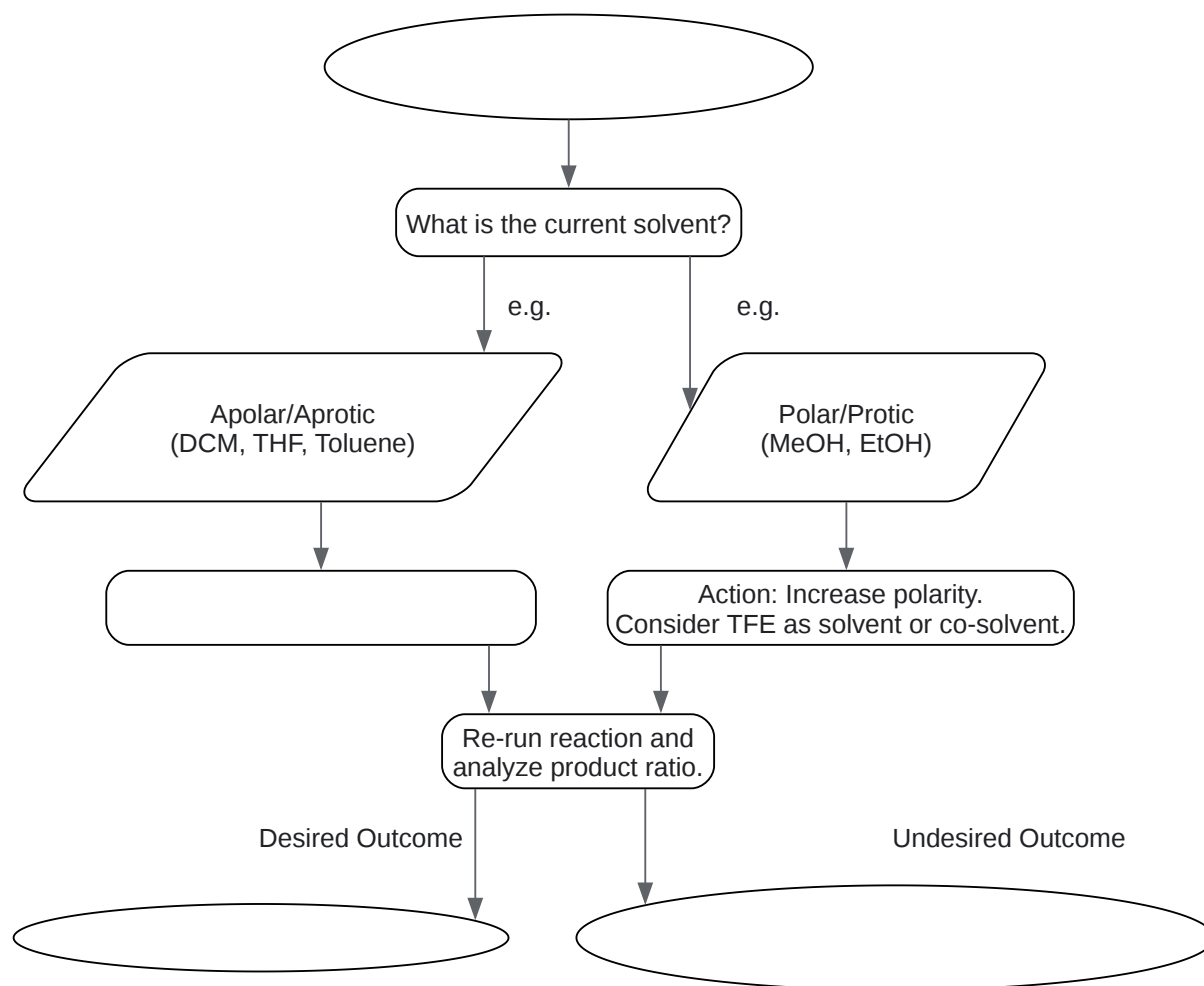 What is the current solvent?
e.g.
e.g.
Apolar/Aprotic
(DCM, THF, Toluene)
Polar/Protic
(MeOH, EtOH)
Action: Increase polarity.
Consider TFE as solvent or co-solvent.
Re-run reaction and
analyze product ratio.
Desired Outcome
Undesired Outcome